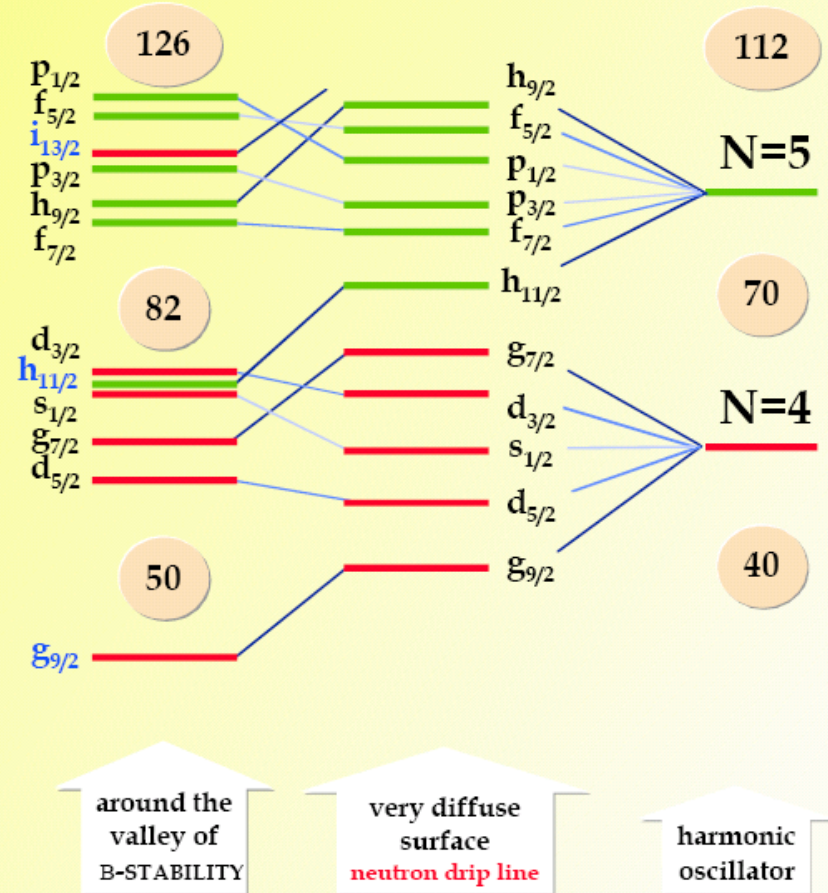 126
112
p1/2
f5/2
i13/2
p3/2
h9/2
f7/2
h9/2
f5/2
p1/2
p3/2
f7/2
h11/2
N=5
82
70
d3/2
h11/2
s1/2
g7/2
d5/2
g7/2
d3/2
s1/2
d5/2
g9/2
N=4
50
40
g9/2
around the
valley of
B-STABILITY
very diffuse
surface
neutron drip line
harmonic
oscillator